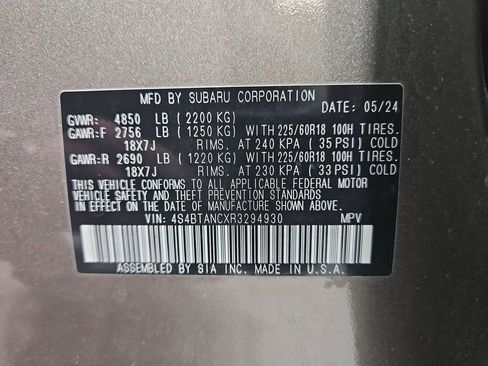 MFD BY SUBARU CORPORATION DATE: 05/24
GVWR: 4850 LB (2200 KG)
GAWR:F 2756 LB (1250 KG) WITH 225/60R18 100H TIRES.
18X7J RIMS. AT 240 KPA (35 PSI) COLD
GAWR:R 2690 LB (1220 KG) WITH 225/60R18 100H TIRES.
18X7J RIMS. AT 230 KPA (33 PSI) COLD
THIS VEHICLE CONFORMS TO ALL APPLICABLE FEDERAL MOTOR
VEHICLE SAFETY AND THEFT PREVENTION STANDARDS
IN EFFECT ON THE DATE OF MANUFACTURE SHOWN ABOVE.
VIN: 4S4BTANCXR3294930 MPV
ASSEMBLED BY SIA INC. MADE IN U.S.A.